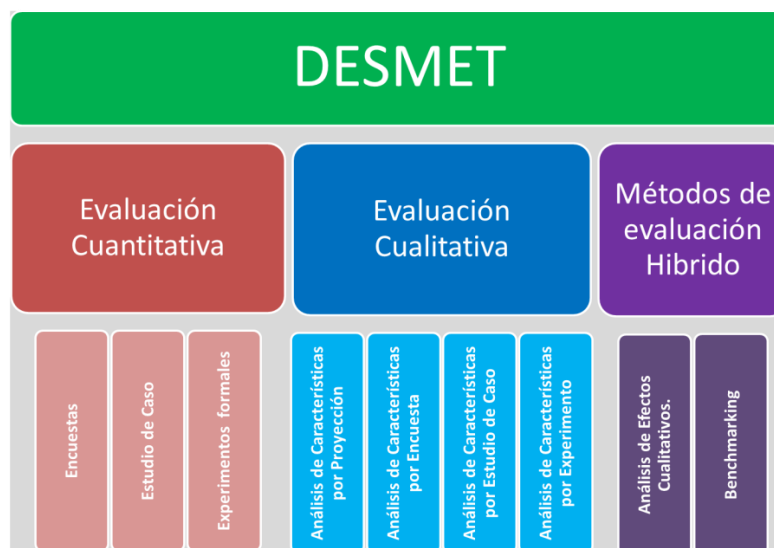 DESMET
Evaluación
Cuantitativa
Evaluación
Cualitativa
Métodos de
evaluación
Hibrido
Encuestas
Estudio de Caso
Experimentos formales
Análisis de Características
por Proyección
Análisis de Características
por Encuesta
Análisis de Características
por Estudio de Caso
Análisis de Características
por Experimento
Análisis de Efectos
Cualitativos.
Benchmarking